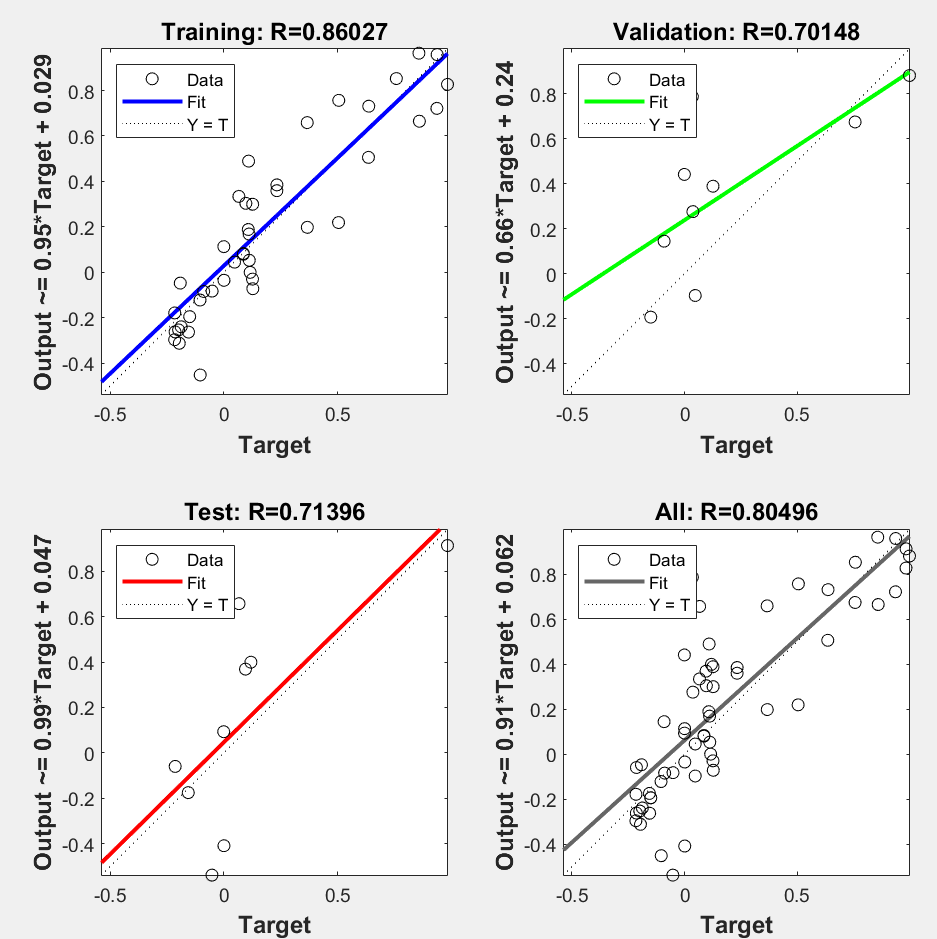 Training: R=0.86027
Output ~= 0.95*Target + 0.029
Data
Fit
Y = T
0.8
0.6
0.4
0.2
0
-0.2
-0.4
-0.5
0
0.5
Target
Validation: R=0.70148
Output ~= 0.66*Target + 0.24
Data
Fit
Y = T
0.8
0.6
0.4
0.2
0
-0.2
-0.4
-0.5
0
0.5
Target
Test: R=0.71396
Output ~= 0.99*Target + 0.047
Data
Fit
Y = T
0.8
0.6
0.4
0.2
0
-0.2
-0.4
-0.5
0
0.5
Target
All: R=0.80496
Output ~= 0.91*Target + 0.062
Data
Fit
Y = T
0.8
0.6
0.4
0.2
0
-0.2
-0.4
-0.5
0
0.5
Target